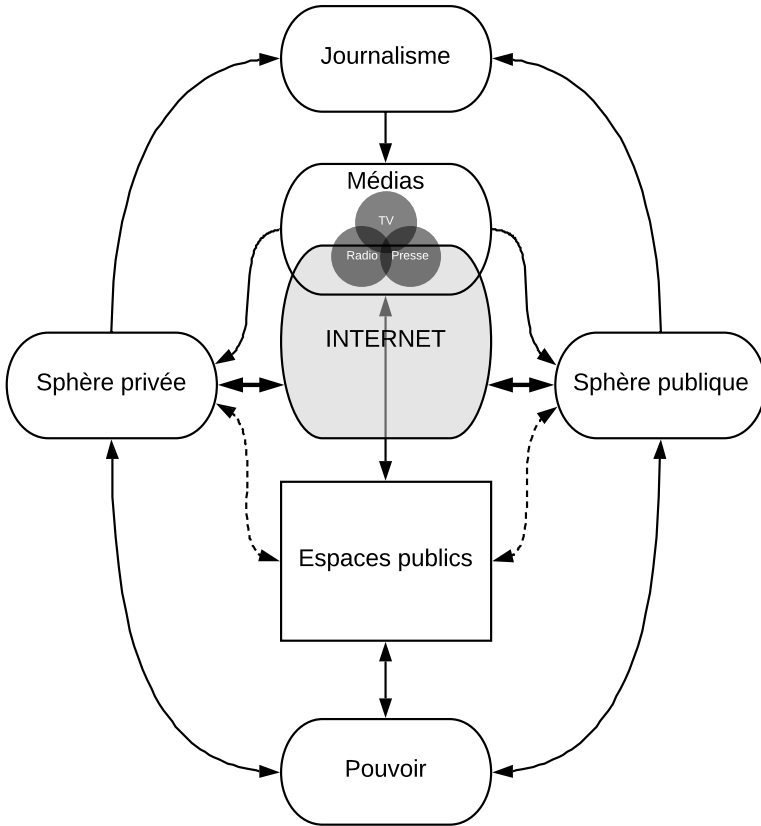 Journalisme
Médias
TV
Radio
Presse
INTERNET
Sphère privée
Sphère publique
Espaces publics
Pouvoir